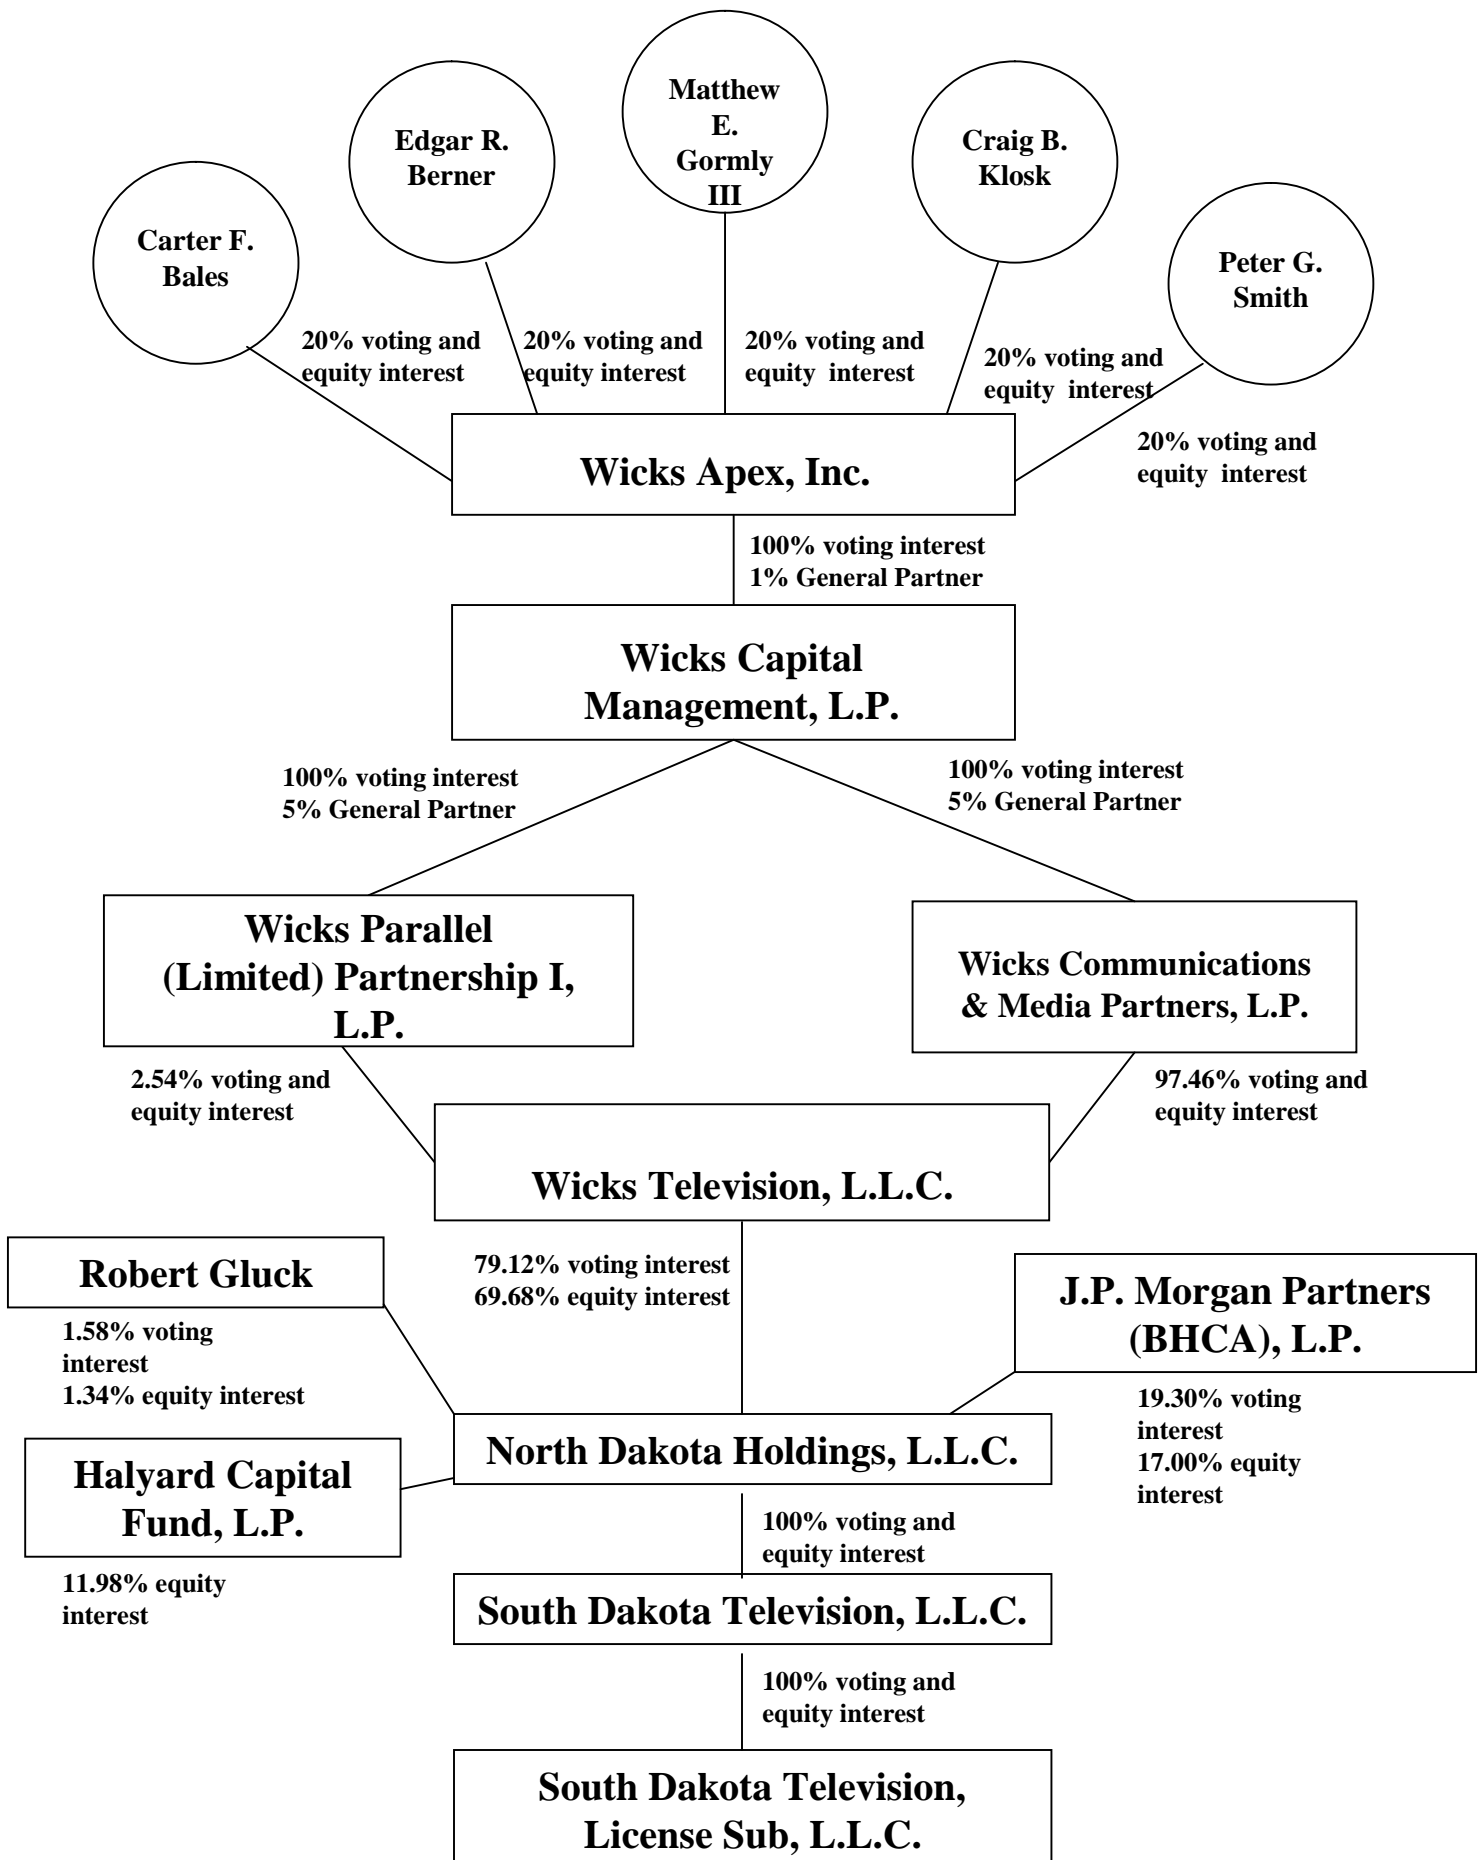 Matthew
E.
Gormly
III
Edgar R.
Berner
Craig B.
Klosk
Carter F.
Bales
Peter G.
Smith
20% voting and
equity interest
20% voting and
equity interest
20% voting and
equity  interest
20% voting and
equity  interest
20% voting and
equity  interest
Wicks Apex, Inc.
100% voting interest
1% General Partner
Wicks Capital
Management, L.P.
100% voting interest
5% General Partner
100% voting interest
5% General Partner
Wicks Parallel
(Limited) Partnership I,
L.P.
Wicks Communications
& Media Partners, L.P.
2.54% voting and
equity interest
97.46% voting and
equity interest
Wicks Television, L.L.C.
Robert Gluck
1.58% voting
interest
1.34% equity interest
79.12% voting interest
69.68% equity interest
J.P. Morgan Partners
(BHCA), L.P.
19.30% voting
interest
17.00% equity
interest
North Dakota Holdings, L.L.C.
Halyard Capital
Fund, L.P.
11.98% equity
interest
100% voting and
equity interest
South Dakota Television, L.L.C.
100% voting and
equity interest
South Dakota Television,
License Sub, L.L.C.